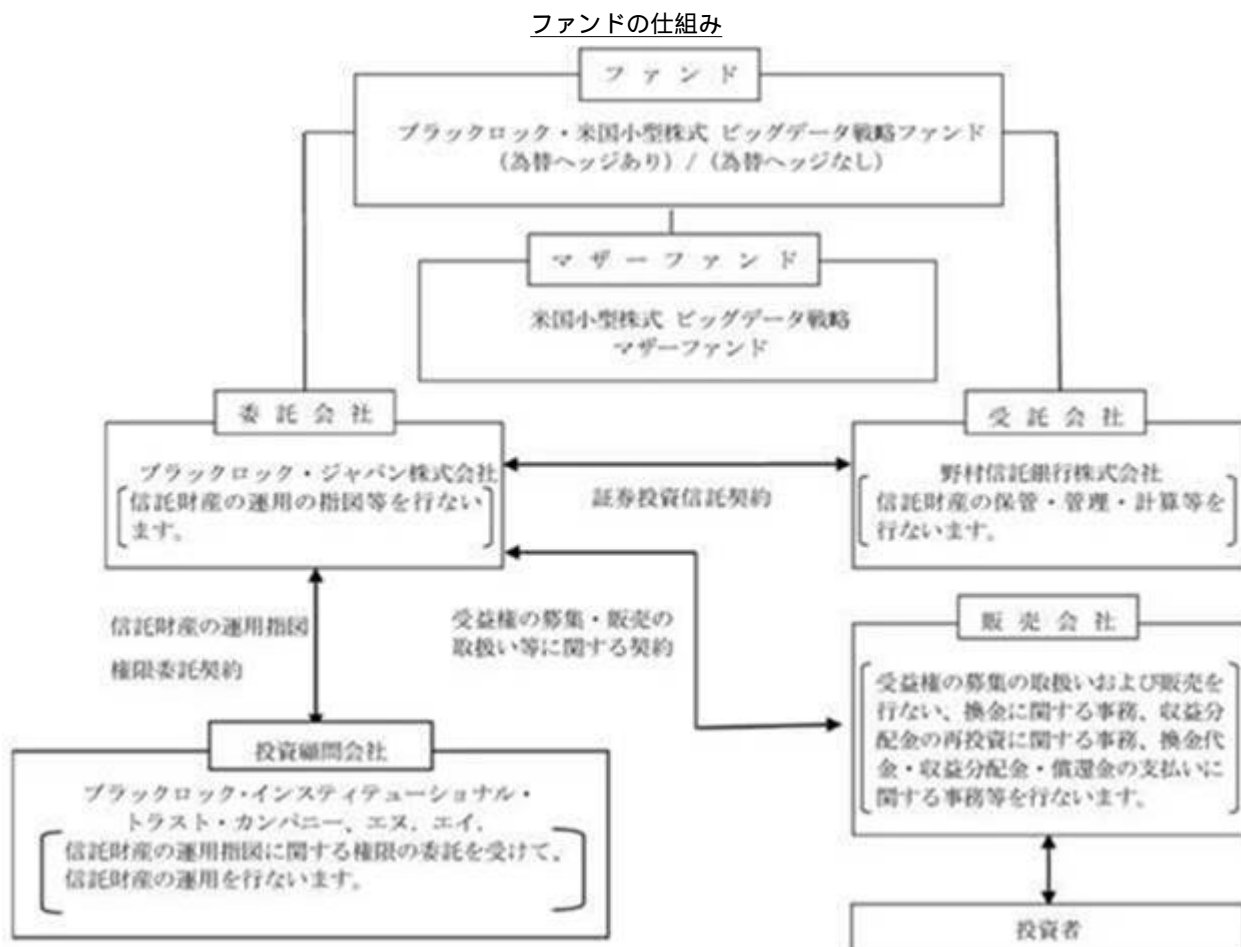 ファンドの仕組み
ファンド
ブラックロック・米国小型株式 ビッグデータ戦略ファンド
（為替ヘッジあり）/（為替ヘッジなし）
マザーファンド
米国小型株式 ビッグデータ戦略
マザーファンド
委託会社
ブラックロック・ジャパン株式会社
信託財産の運用の指図等を行ない
ます。
証券投資信託契約
受託会社
野村信託銀行株式会社
信託財産の保管・管理・計算等を
行ないます。
信託財産の運用指図
権限委託契約
受益権の募集・販売の
取扱い等に関する契約
販売会社
受益権の募集の取扱いおよび販売を
行ない、換金に関する事務、収益分
配金の再投資に関する事務、換金代
金・収益分配金・償還金の支払いに
関する事務等を行ないます。
投資顧問会社
ブラックロック・インスティテューショナル・
トラスト・カンパニー、エヌ．エイ．
信託財産の運用指図に関する権限の委託を受けて、
信託財産の運用を行ないます。
投資者